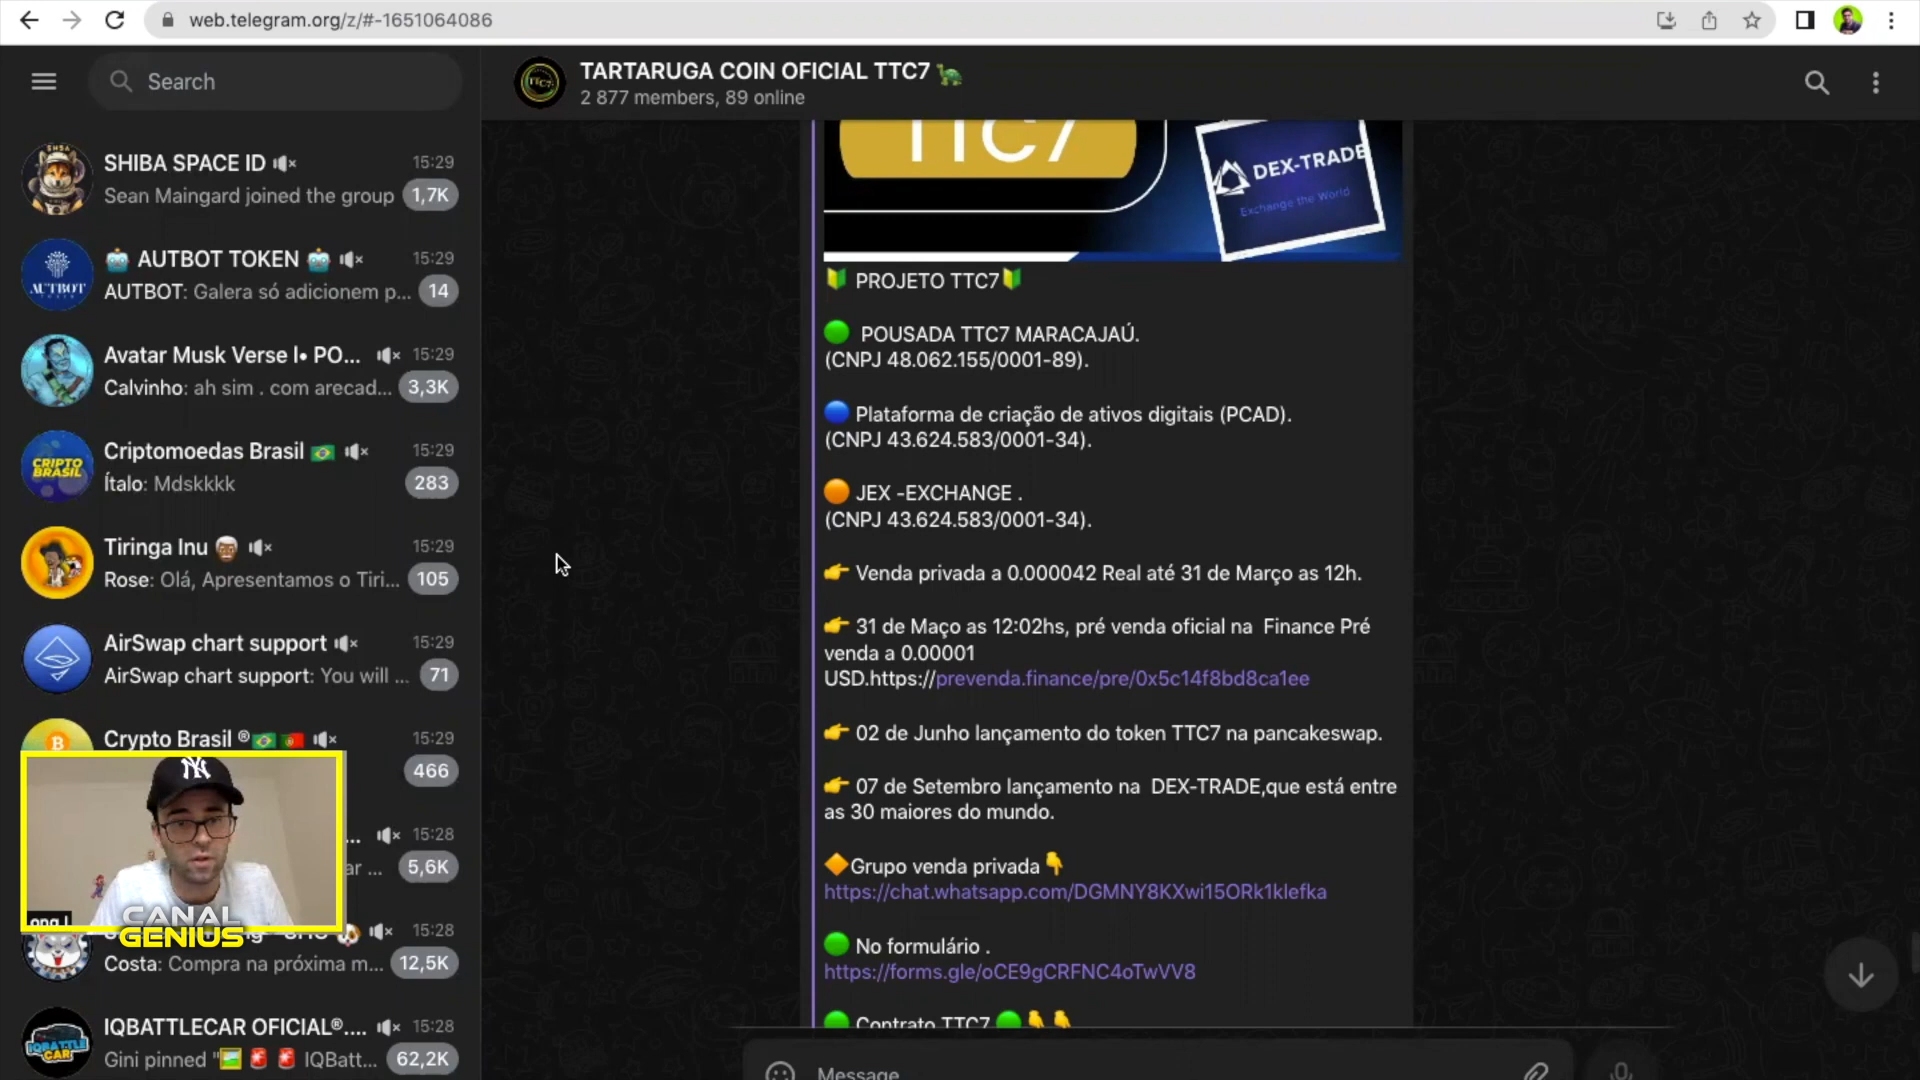 web.telegram.org/z/#-1651064086
Search
TARTARUGA COIN OFICIAL TTC7 🐢
2 877 members, 89 online
SHIBA SPACE ID
15:29
Sean Maingard joined the group
1,7K
🤖 AUTBOT TOKEN 🤖
15:29
AUTBOT: Galera só adicionem p...
14
AUTBOT
Avatar Musk Verse l• PO...
15:29
Calvinho: ah sim . com arecad...
3,3K
Criptomoedas Brasil 🇧🇷
15:29
Ítalo: Mdskkkk
283
CRIPTO
BRASIL
Tiringa Inu
15:29
Rose: Olá, Apresentamos o Tiri...
105
AirSwap chart support
15:29
AirSwap chart support: You will ...
71
Crypto Brasil ®🇧🇷🇵🇹
15:29
466
...
15:28
ar ...
5,6K
15:28
Costa: Compra na próxima m...
12,5K
IQBATTLECAR OFICIAL®....
15:28
Gini pinned "🖼 🚨 🚨 IQBatt...
62,2K
CANAL
GENIUS
TTC7
DEX-TRADE
Exchange the World
🔰 PROJETO TTC7🔰
🟢 POUSADA TTC7 MARACAJAÚ.
(CNPJ 48.062.155/0001-89).
🔵 Plataforma de criação de ativos digitais (PCAD).
(CNPJ 43.624.583/0001-34).
🟠 JEX -EXCHANGE .
(CNPJ 43.624.583/0001-34).
👉 Venda privada a 0.000042 Real até 31 de Março as 12h.
👉 31 de Maço as 12:02hs, pré venda oficial na  Finance Pré
venda a 0.00001
USD.https://prevenda.finance/pre/0x5c14f8bd8ca1ee
👉 02 de Junho lançamento do token TTC7 na pancakeswap.
👉 07 de Setembro lançamento na  DEX-TRADE,que está entre
as 30 maiores do mundo.
🔶Grupo venda privada👇
https://chat.whatsapp.com/DGMNY8KXwi15ORk1klefka
🟢 No formulário .
https://forms.gle/oCE9gCRFNC4oTwVV8
🟢 Contrato TTC7 🟢👇👇
Message